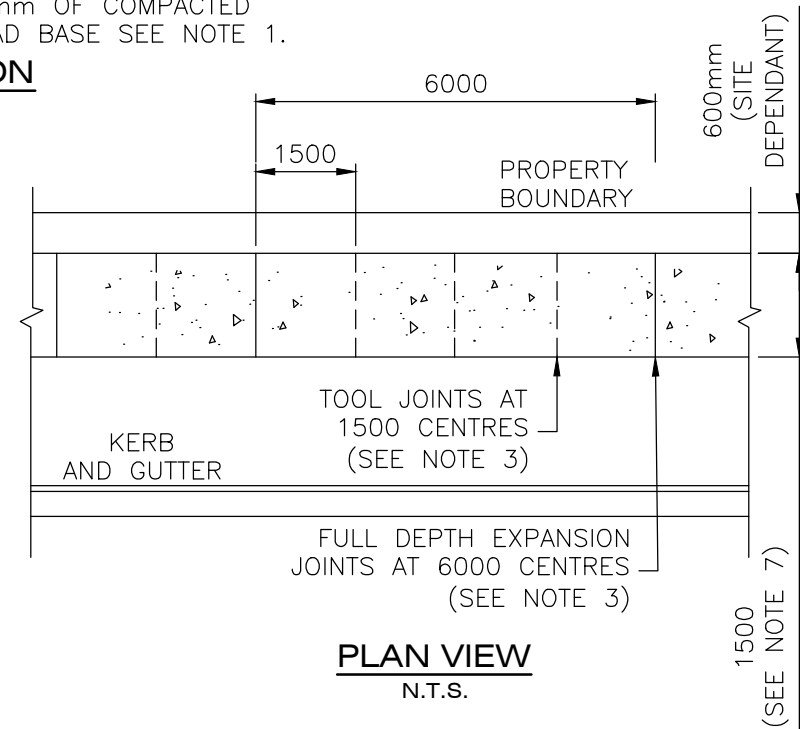 mm OF COMPACTED
BASE SEE NOTE 1.
6000
1500
PROPERTY
BOUNDARY
600mm
(SITE
DEPENDANT)
TOOL JOINTS AT
1500 CENTRES
(SEE NOTE 3)
KERB
AND GUTTER
FULL DEPTH EXPANSION
JOINTS AT 6000 CENTRES
(SEE NOTE 3)
1500
(SEE NOTE 7)
PLAN VIEW
N.T.S.